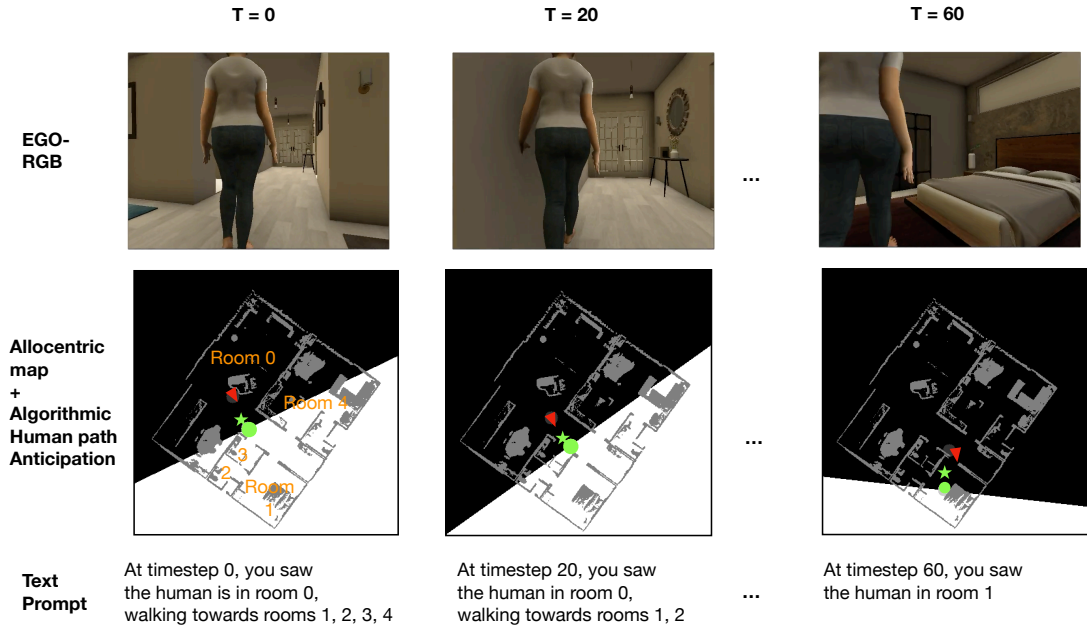 T = 0
T = 20
T = 60
EGO-
RGB
...
Allocentric
map
+
Algorithmic
Human path
Anticipation
Room 0
Room 4
3
2
Room
1
...
Text
Prompt
At timestep 0, you saw
the human is in room 0,
walking towards rooms 1, 2, 3, 4
At timestep 20, you saw
the human in room 0,
walking towards rooms 1, 2
...
At timestep 60, you saw
the human in room 1